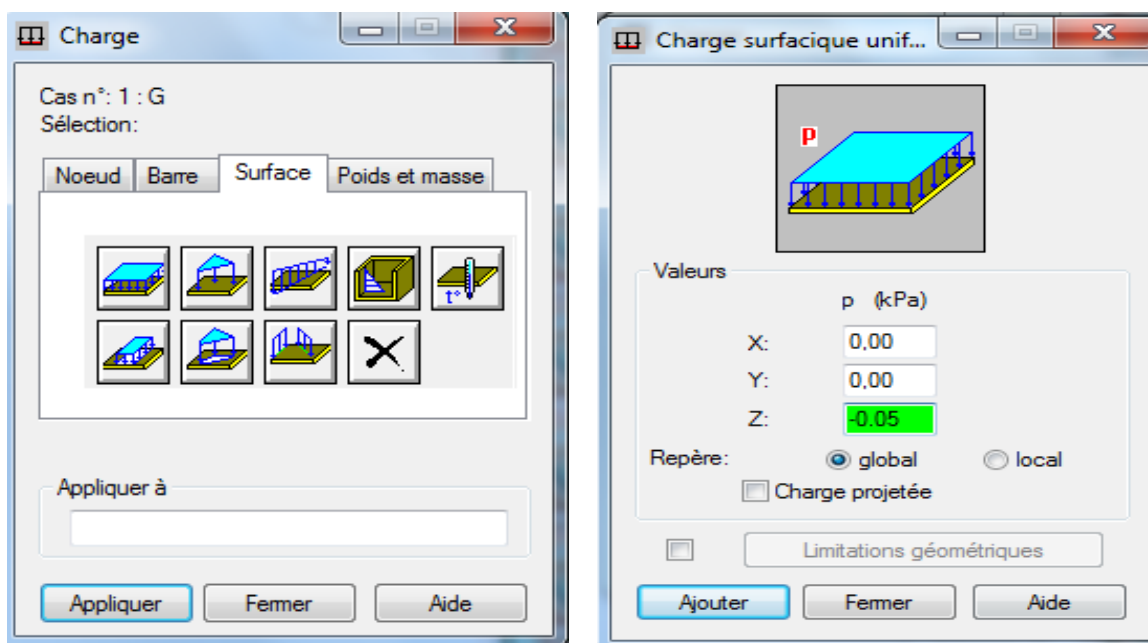 Charge
Cas n°: 1 : G
Sélection:
Noeud Barre Surface Poids et masse
t°
Appliquer à
Appliquer Fermer Aide
Charge surfacique unif...
P
Valeurs
p (kPa)
X: 0,00
Y: 0,00
Z: -0.05
Repère: global local
Charge projetée
Limitations géométriques
Ajouter Fermer Aide